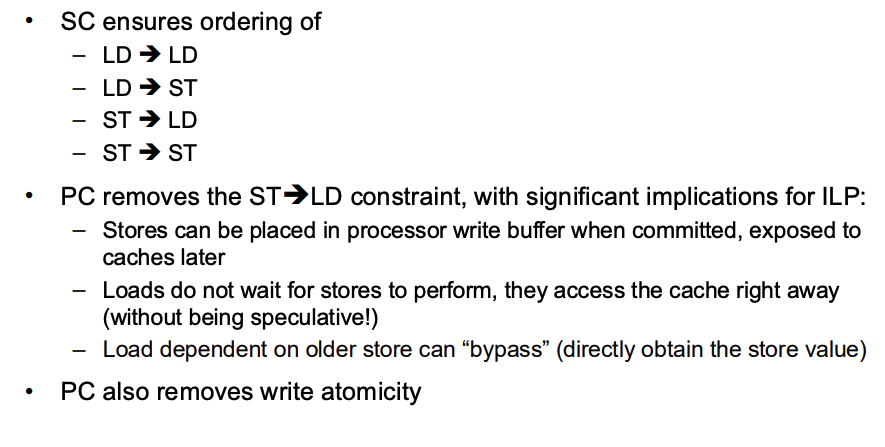 • SC ensures ordering of
– LD ➔ LD
– LD ➔ ST
– ST ➔ LD
– ST ➔ ST
• PC removes the ST➔LD constraint, with significant implications for ILP:
– Stores can be placed in processor write buffer when committed, exposed to
caches later
– Loads do not wait for stores to perform, they access the cache right away
(without being speculative!)
– Load dependent on older store can “bypass” (directly obtain the store value)
• PC also removes write atomicity